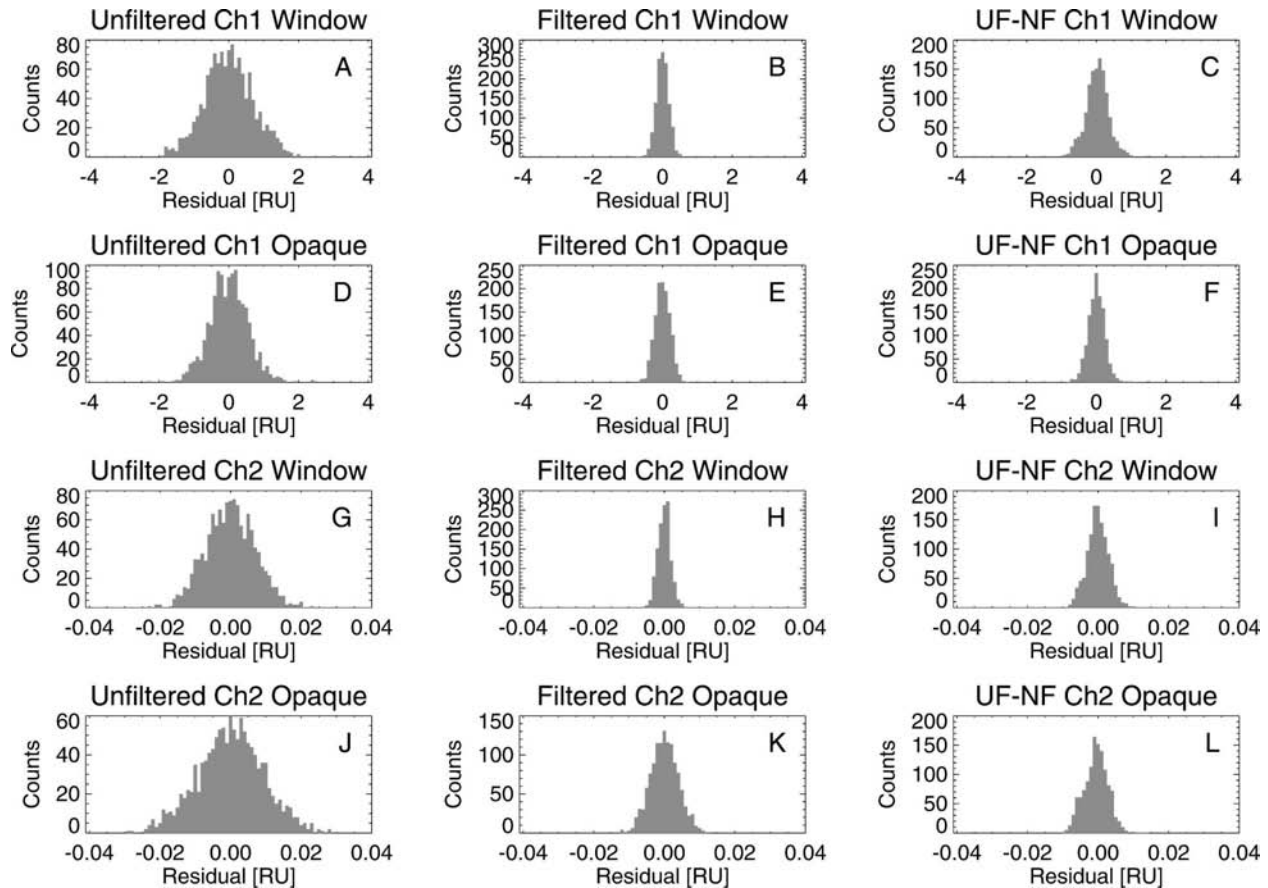 Unfiltered Ch1 Window
Counts
80
60
40
20
0
A
-4 -2 0 2 4
Residual [RU]
Filtered Ch1 Window
Counts
300
250
200
150
100
50
0
B
-4 -2 0 2 4
Residual [RU]
UF-NF Ch1 Window
Counts
200
150
100
50
0
C
-4 -2 0 2 4
Residual [RU]
Unfiltered Ch1 Opaque
Counts
100
80
60
40
20
0
D
-4 -2 0 2 4
Residual [RU]
Filtered Ch1 Opaque
Counts
250
200
150
100
50
0
E
-4 -2 0 2 4
Residual [RU]
UF-NF Ch1 Opaque
Counts
250
200
150
100
50
0
F
-4 -2 0 2 4
Residual [RU]
Unfiltered Ch2 Window
Counts
80
60
40
20
0
G
-0.04 -0.02 0.00 0.02 0.04
Residual [RU]
Filtered Ch2 Window
Counts
300
250
200
150
100
50
0
H
-0.04 -0.02 0.00 0.02 0.04
Residual [RU]
UF-NF Ch2 Window
Counts
200
150
100
50
0
I
-0.04 -0.02 0.00 0.02 0.04
Residual [RU]
Unfiltered Ch2 Opaque
Counts
60
40
20
0
J
-0.04 -0.02 0.00 0.02 0.04
Residual [RU]
Filtered Ch2 Opaque
Counts
150
100
50
0
K
-0.04 -0.02 0.00 0.02 0.04
Residual [RU]
UF-NF Ch2 Opaque
Counts
200
150
100
50
0
L
-0.04 -0.02 0.00 0.02 0.04
Residual [RU]